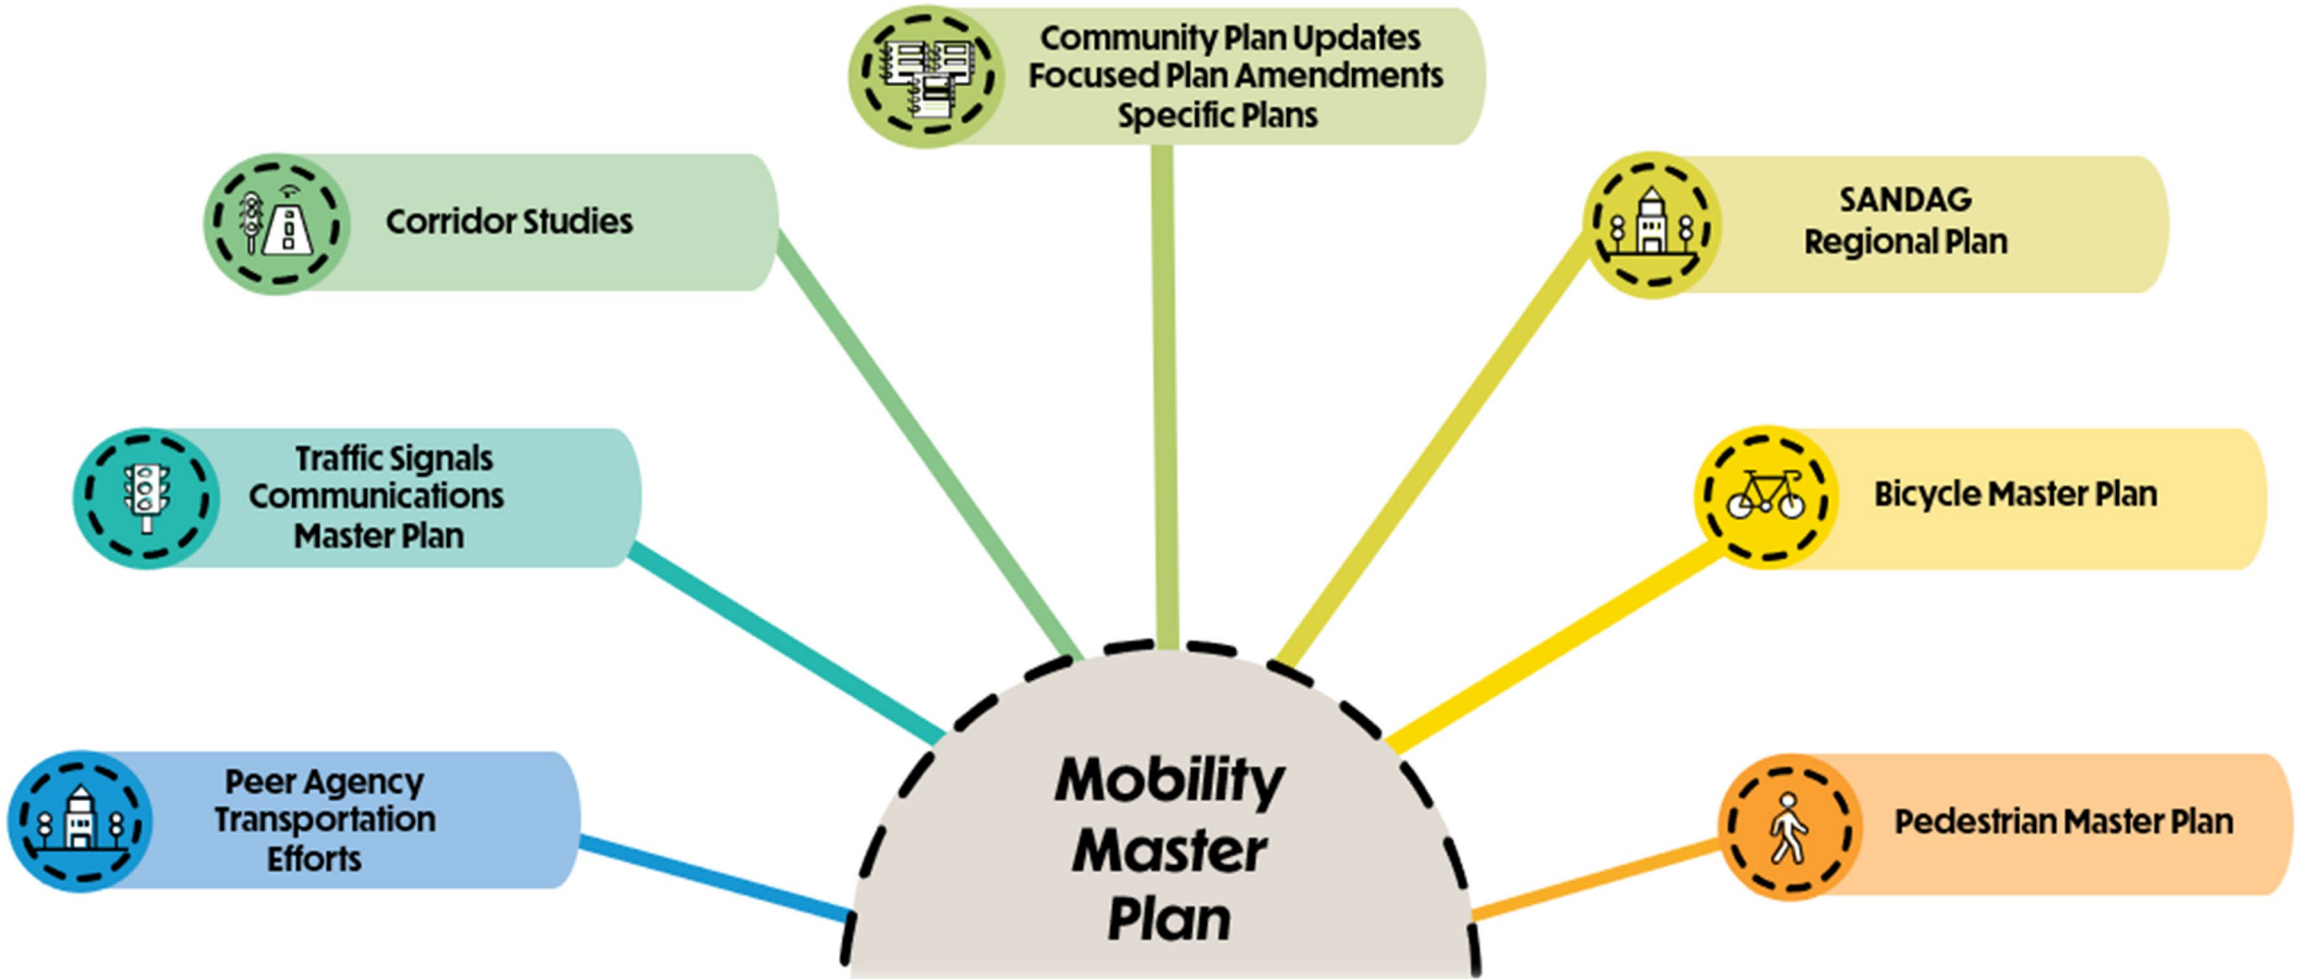 Community Plan Updates
Focused Plan Amendments
Specific Plans
Corridor Studies
SANDAG
Regional Plan
Traffic Signals
Communications
Master Plan
Bicycle Master Plan
Peer Agency
Transportation
Efforts
Mobility
Master
Plan
Pedestrian Master Plan